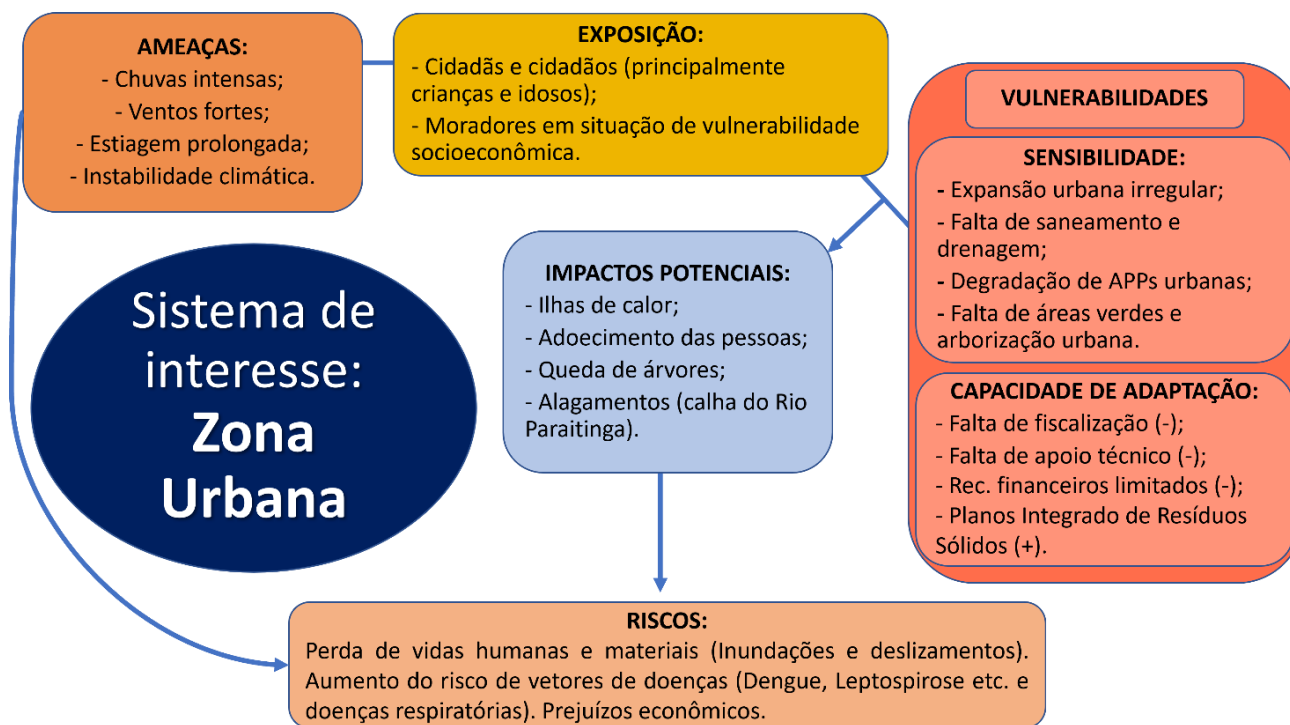 AMEAÇAS:
- Chuvas intensas;
- Ventos fortes;
- Estiagem prolongada;
- Instabilidade climática.
EXPOSIÇÃO:
- Cidadãs e cidadãos (principalmente
crianças e idosos);
- Moradores em situação de vulnerabilidade
socioeconômica.
VULNERABILIDADES
SENSIBILIDADE:
- Expansão urbana irregular;
- Falta de saneamento e
drenagem;
- Degradação de APPs urbanas;
- Falta de áreas verdes e
arborização urbana.
CAPACIDADE DE ADAPTAÇÃO:
- Falta de fiscalização (-);
- Falta de apoio técnico (-);
- Rec. financeiros limitados (-);
- Planos Integrado de Resíduos
Sólidos (+).
IMPACTOS POTENCIAIS:
- Ilhas de calor;
- Adoecimento das pessoas;
- Queda de árvores;
- Alagamentos (calha do Rio
Paraitinga).
Sistema de
interesse:
Zona
Urbana
RISCOS:
Perda de vidas humanas e materiais (Inundações e deslizamentos).
Aumento do risco de vetores de doenças (Dengue, Leptospirose etc. e
doenças respiratórias). Prejuízos econômicos.